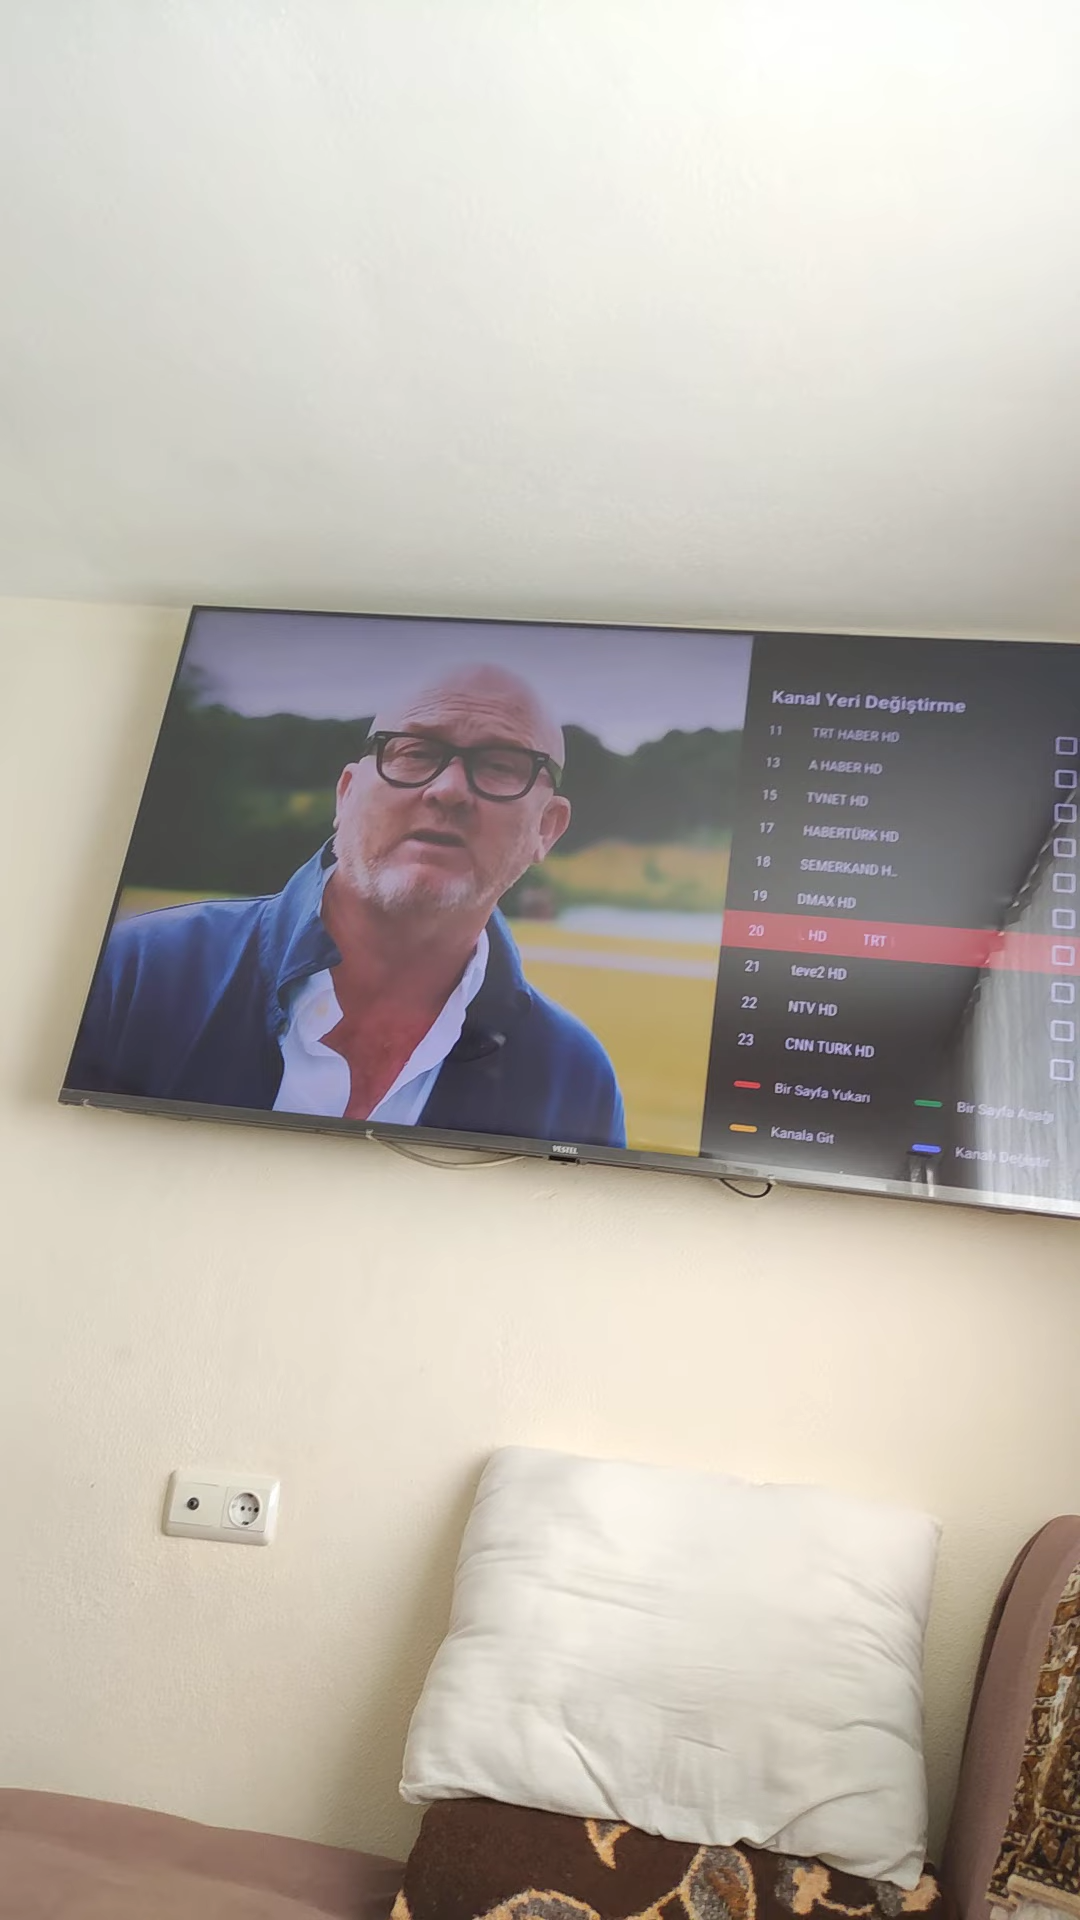 Kanal Yeri Değiştirme
11 TRT HABER HD
13 A HABER HD
15 TVNET HD
17 HABERTÜRK HD
18 SEMERKAND H..
19 DMAX HD
20 HD TRT
21 teve2 HD
22 NTV HD
23 CNN TURK HD
Bir Sayfa Yukarı
Bir Sayfa Aşağı
Kanala Git
Kanalı Değiştir
VESTEL